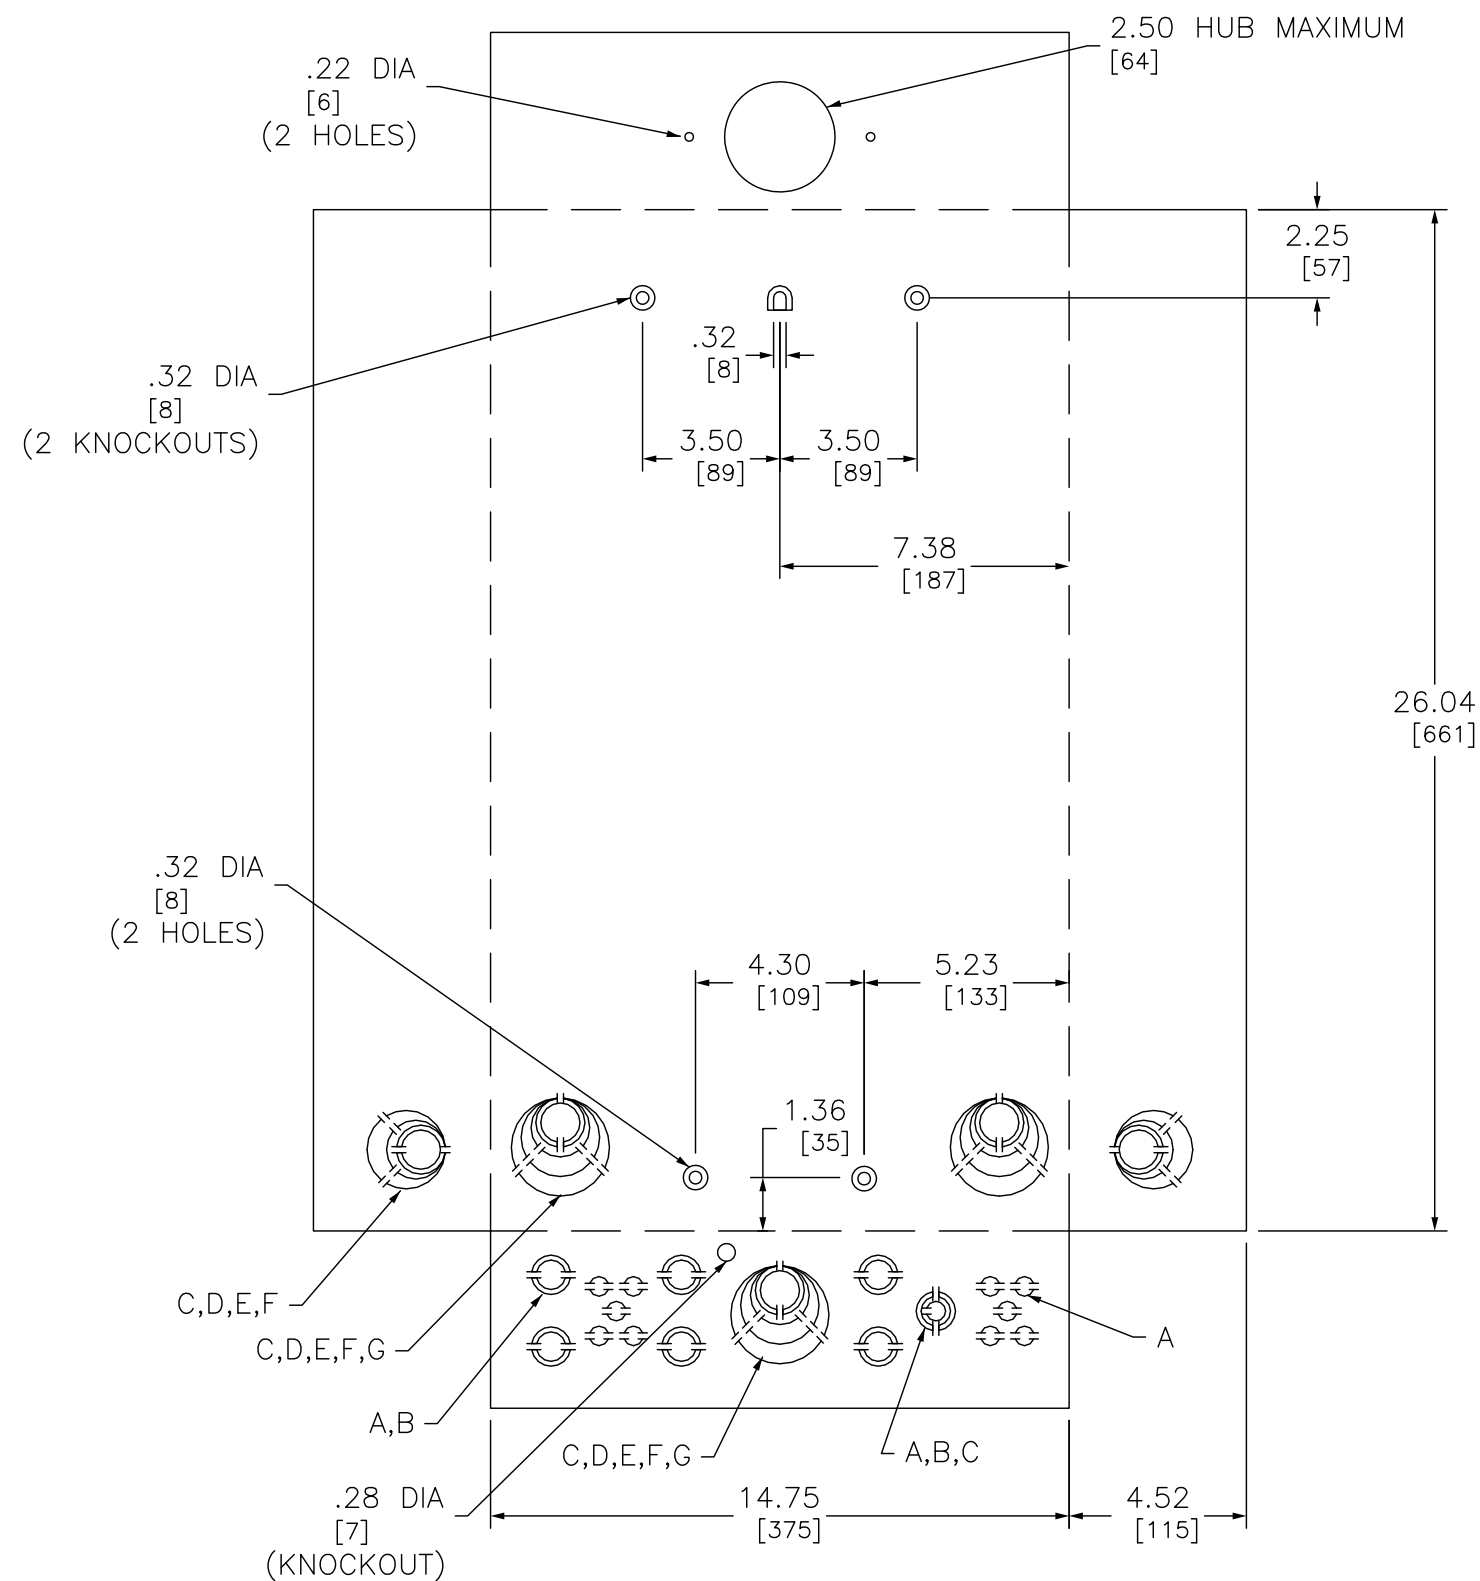 2.50 HUB MAXIMUM
[64]
.22 DIA
[6]
(2 HOLES)
2.25
[57]
.32
[8]
.32 DIA
[8]
(2 KNOCKOUTS)
3.50
[89]
3.50
[89]
7.38
[187]
26.04
[661]
.32 DIA
[8]
(2 HOLES)
4.30
[109]
5.23
[133]
1.36
[35]
C,D,E,F
C,D,E,F,G
A
A,B
C,D,E,F,G
A,B,C
.28 DIA
[7]
(KNOCKOUT)
14.75
[375]
4.52
[115]